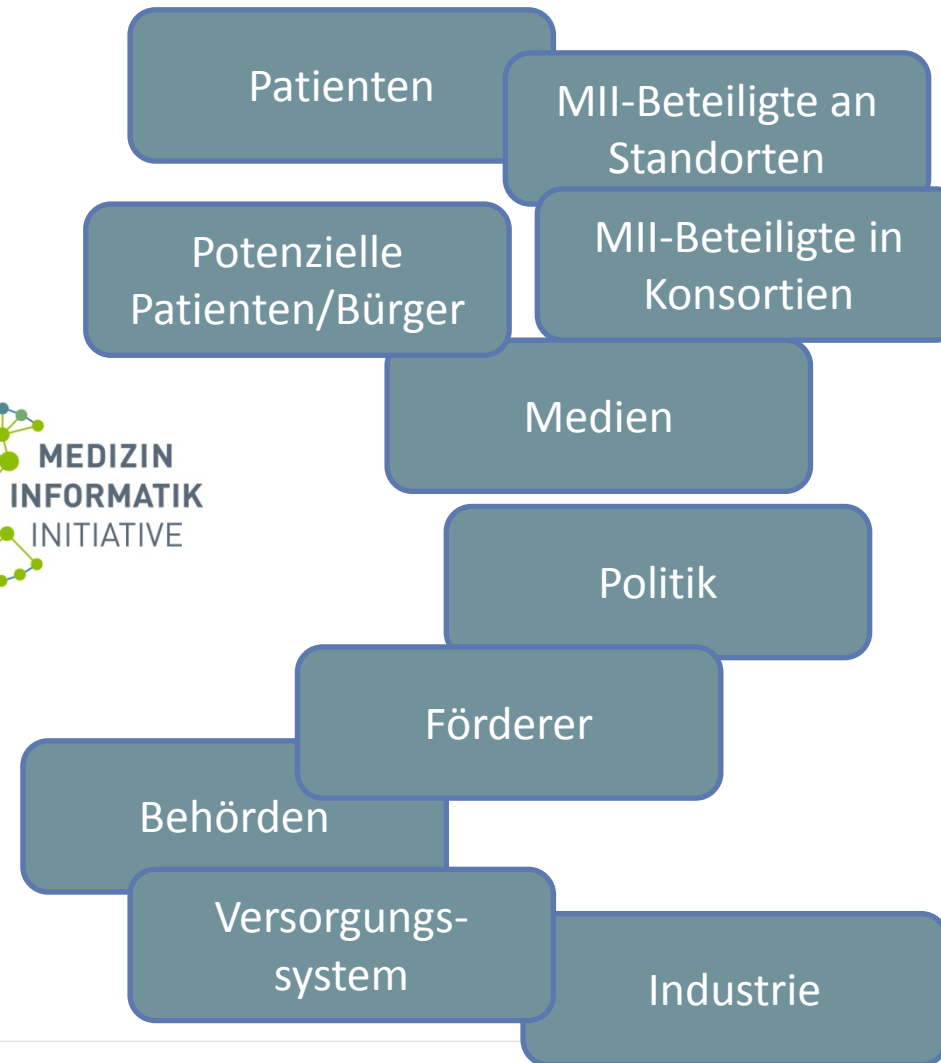 Patienten
MII-Beteiligte an
Standorten
Potenzielle
Patienten/Bürger
MII-Beteiligte in
Konsortien
Medien
MEDIZIN
INFORMATIK
INITIATIVE
Politik
Förderer
Behörden
Versorgungs-
system
Industrie